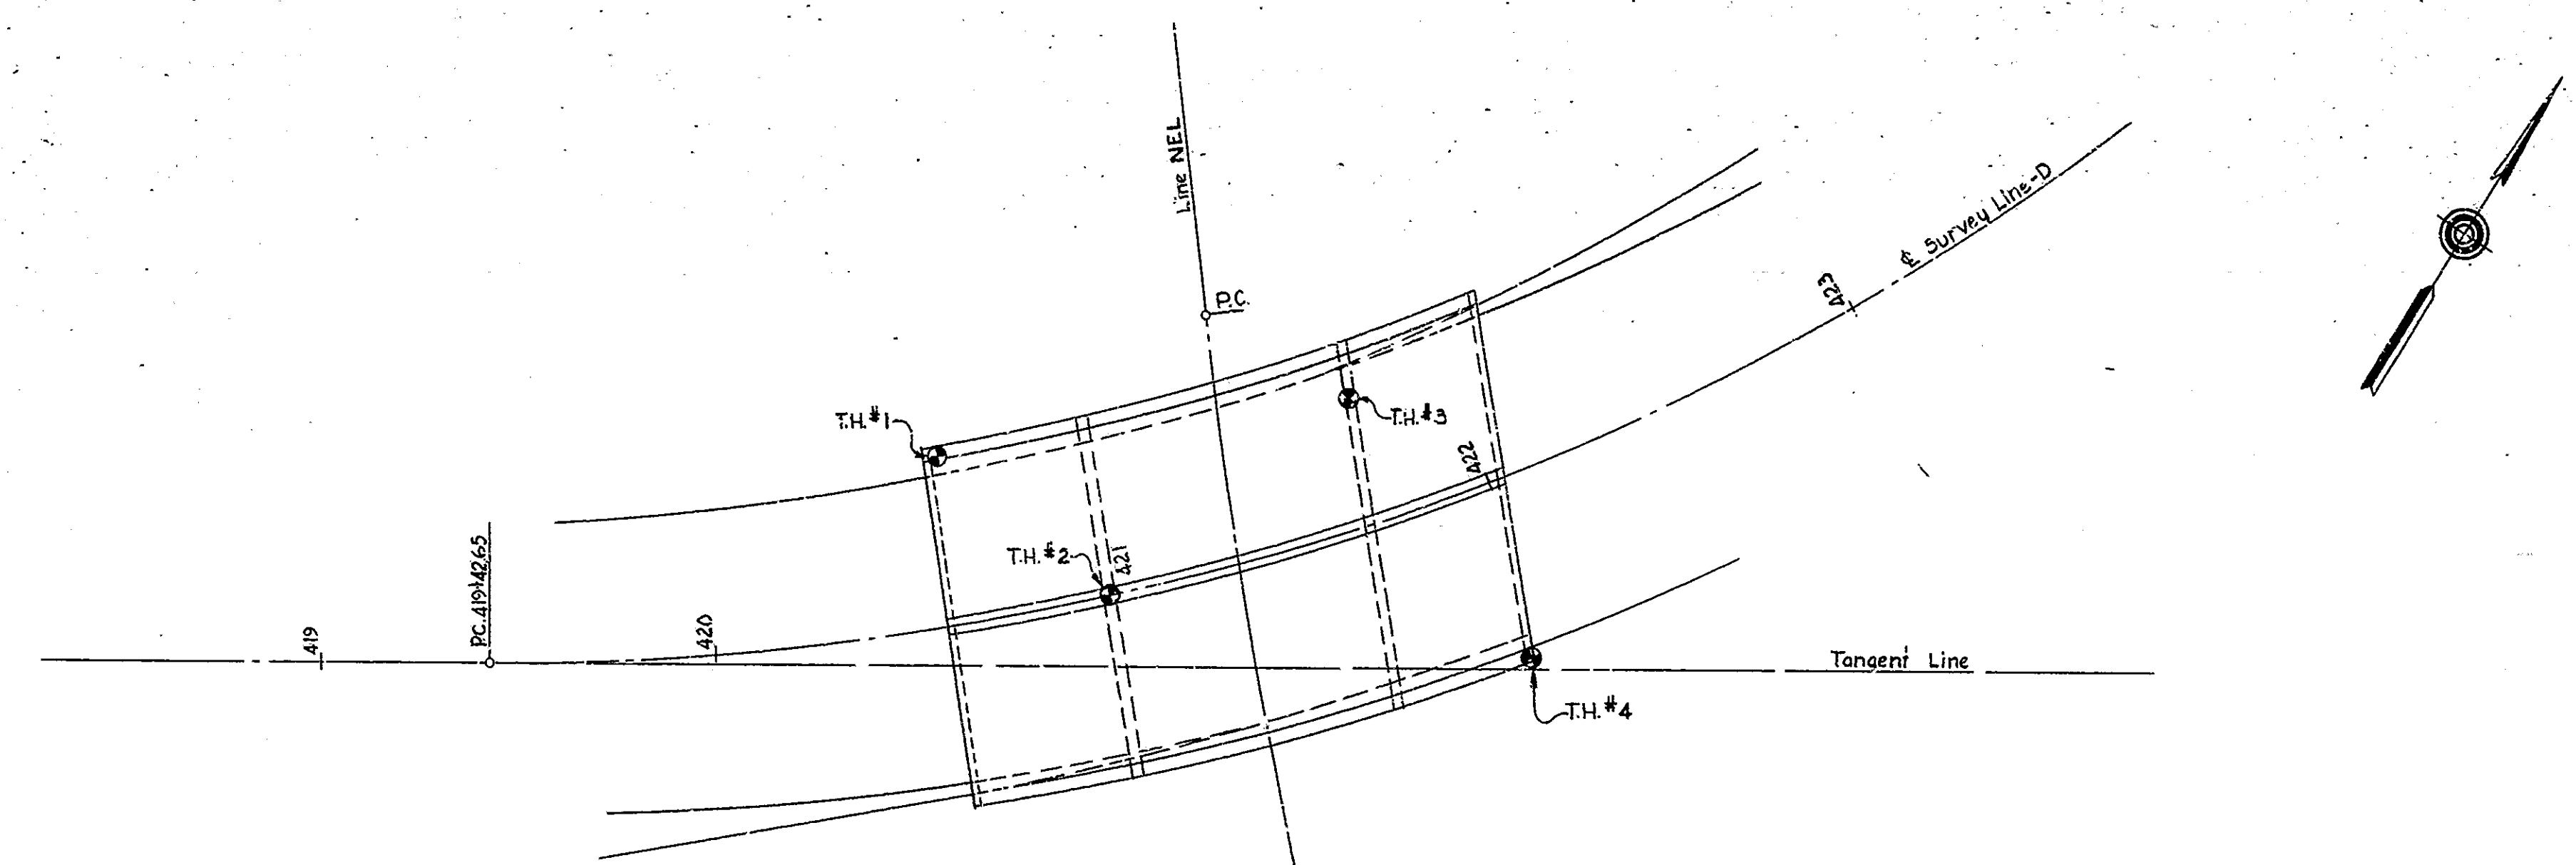 Line NEL
P.C.
℄ Survey Line-D
423
T.H.#1
T.H.#3
422
T.H.#2
421
P.C. 419+42.65
419
420
Tangent Line
T.H.#4